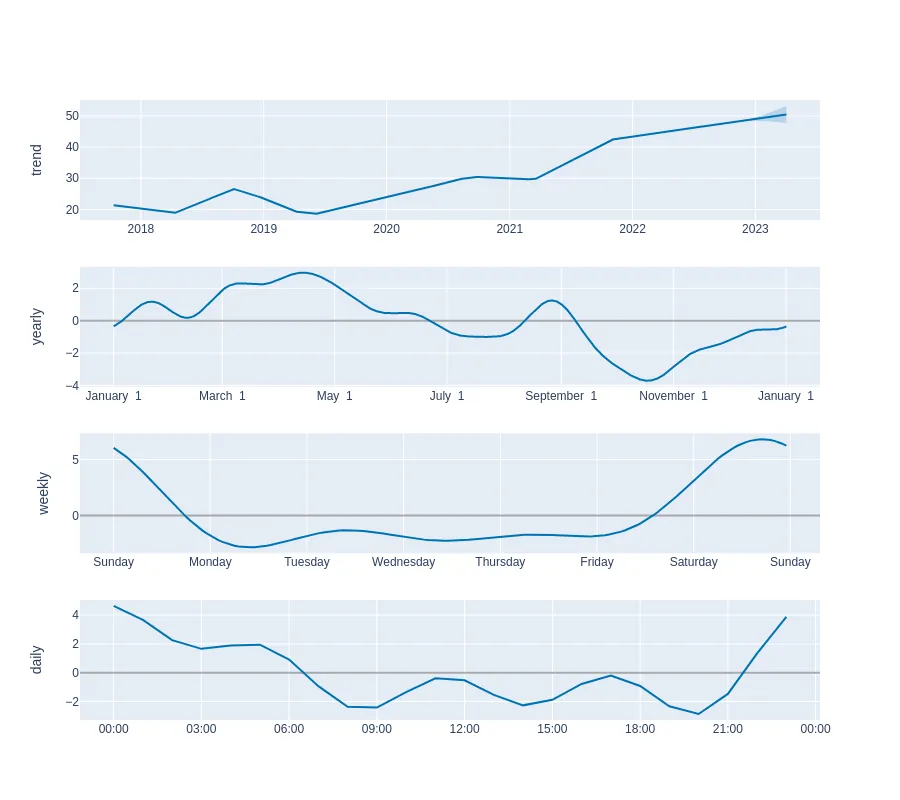 trend
50
40
30
20
2018 2019 2020 2021 2022 2023
yearly
2
0
−2
−4
January 1 March 1 May 1 July 1 September 1 November 1 January 1
weekly
5
0
Sunday Monday Tuesday Wednesday Thursday Friday Saturday Sunday
daily
4
2
0
−2
00:00 03:00 06:00 09:00 12:00 15:00 18:00 21:00 00:00